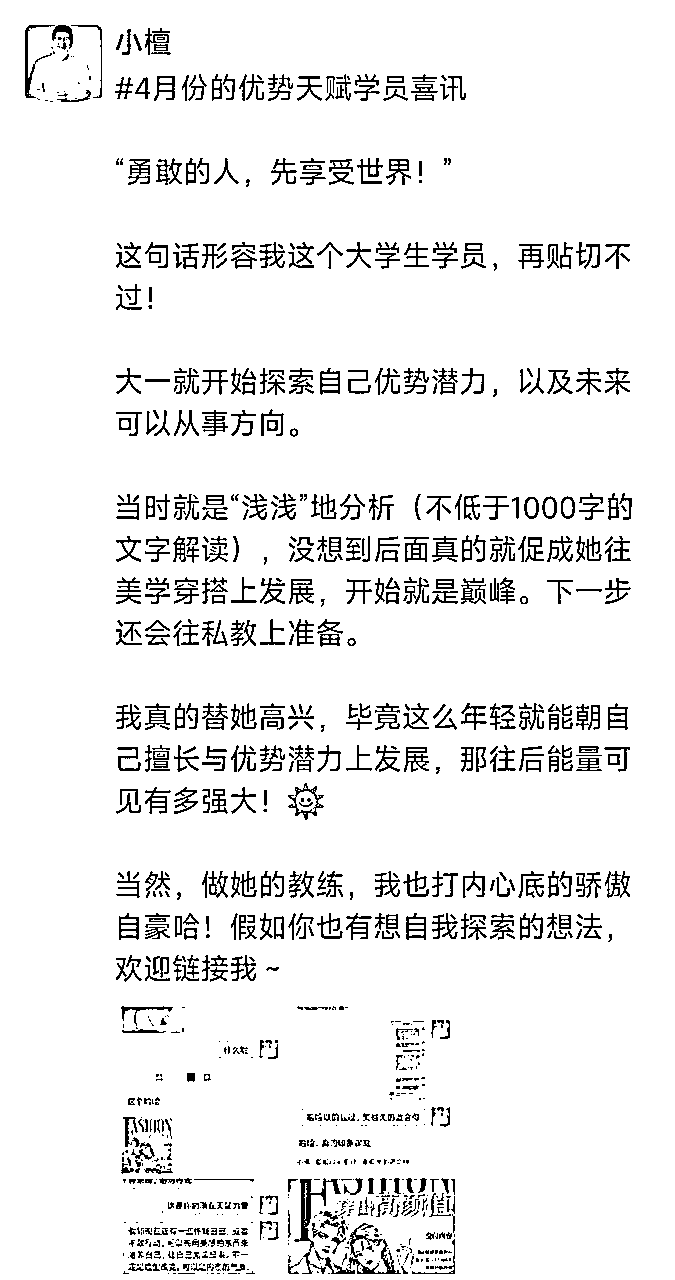 小檀
#4月份的优势天赋学员喜讯
“勇敢的人，先享受世界！”
这句话形容我这个大学生学员，再贴切不
过！
大一就开始探索自己优势潜力，以及未来
可以从事方向。
当时就是“浅浅”地分析（不低于1000字的
文字解读），没想到后面真的就促成她往
美学穿搭上发展，开始就是巅峰。下一步
还会往私教上准备。
我真的替她高兴，毕竟这么年轻就能朝自
己擅长与优势潜力上发展，那往后能量可
见有多强大！
当然，做她的教练，我也打内心底的骄傲
自豪哈！假如你也有想自我探索的想法，
欢迎链接我~
FASHION
FASHION
穿出高颜值